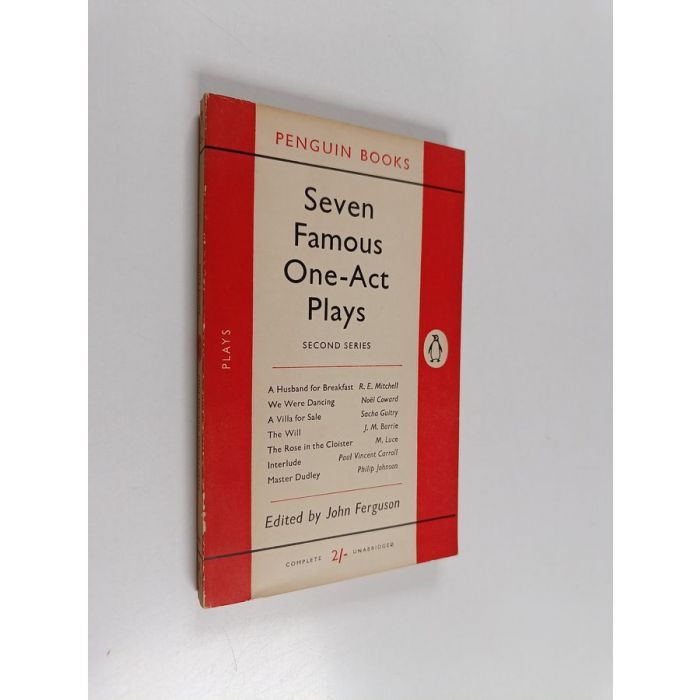 PENGUIN BOOKS
Seven
Famous
One-Act
Plays
SECOND SERIES
A Husband for Breakfast R. E. Mitchell
We Were Dancing Noël Coward
A Villa for Sale Sacha Guitry
The Will J. M. Barrie
The Rose in the Cloister M. Luce
Interlude Paul Vincent Carroll
Master Dudley Philip Johnson
Edited by John Ferguson
COMPLETE 2/- UNABRIDGED
PLAYS